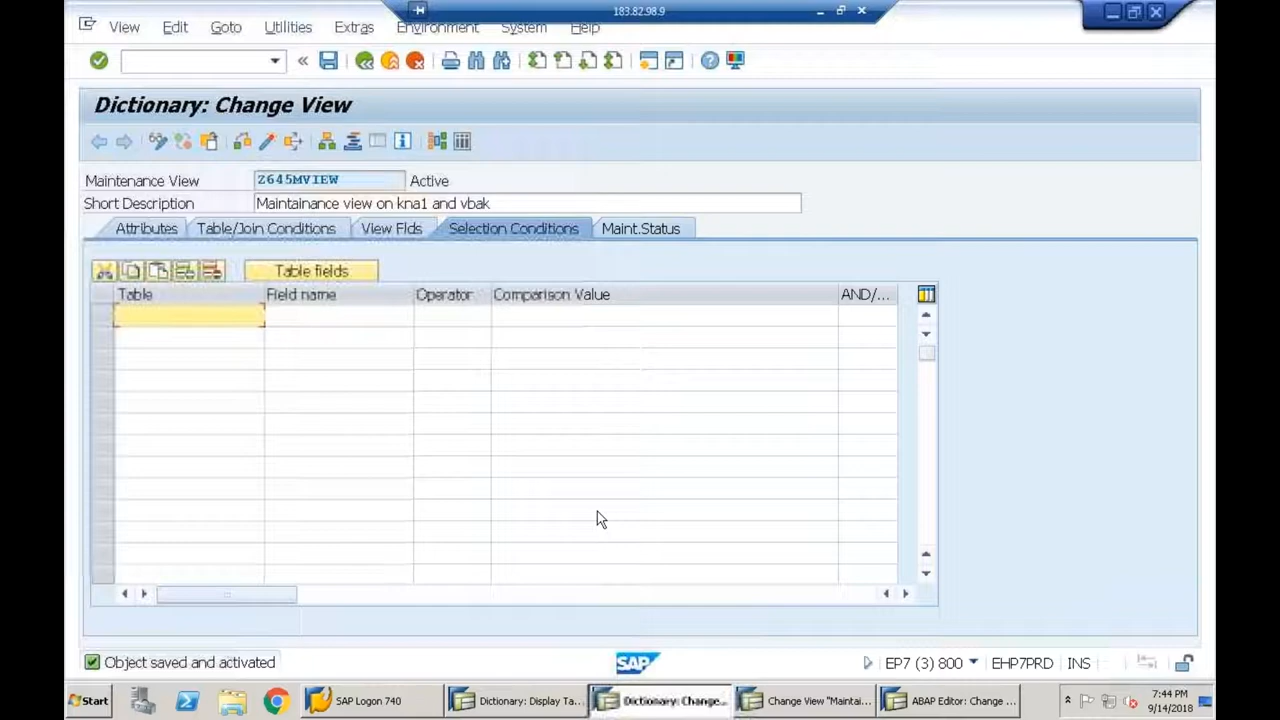 183.82.98.9
View Edit Goto Utilities Extras Environment System Help
Dictionary: Change View
Maintenance View Z645MVIEW Active
Short Description Maintainance view on kna1 and vbak
Attributes Table/Join Conditions View Flds Selection Conditions Maint.Status
Table fields
Table Field name Operator Comparison Value AND/...
Object saved and activated SAP EP7 (3) 800 EHP7PRD INS
Start SAP Logon 740 Dictionary: Display Ta... Dictionary: Change... Change View "Maintai... ABAP Editor: Change ... 7:44 PM
9/14/2018